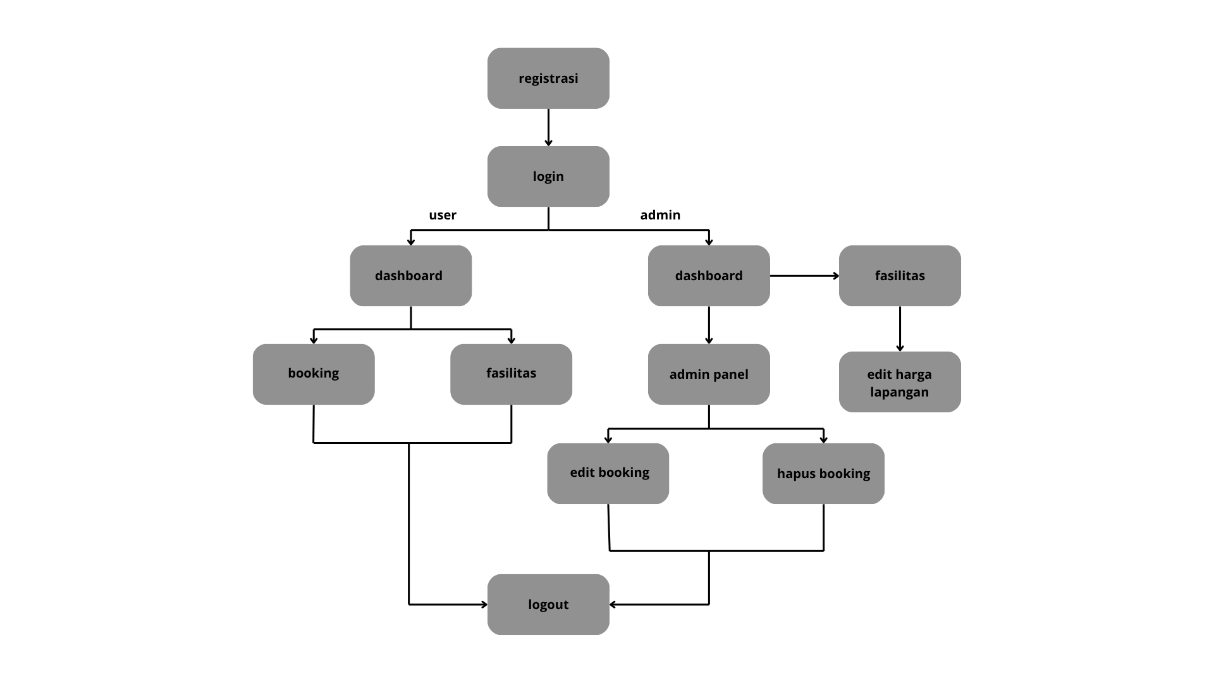 registrasi
login
user
admin
dashboard
dashboard
fasilitas
booking
fasilitas
admin panel
edit harga
lapangan
edit booking
hapus booking
logout